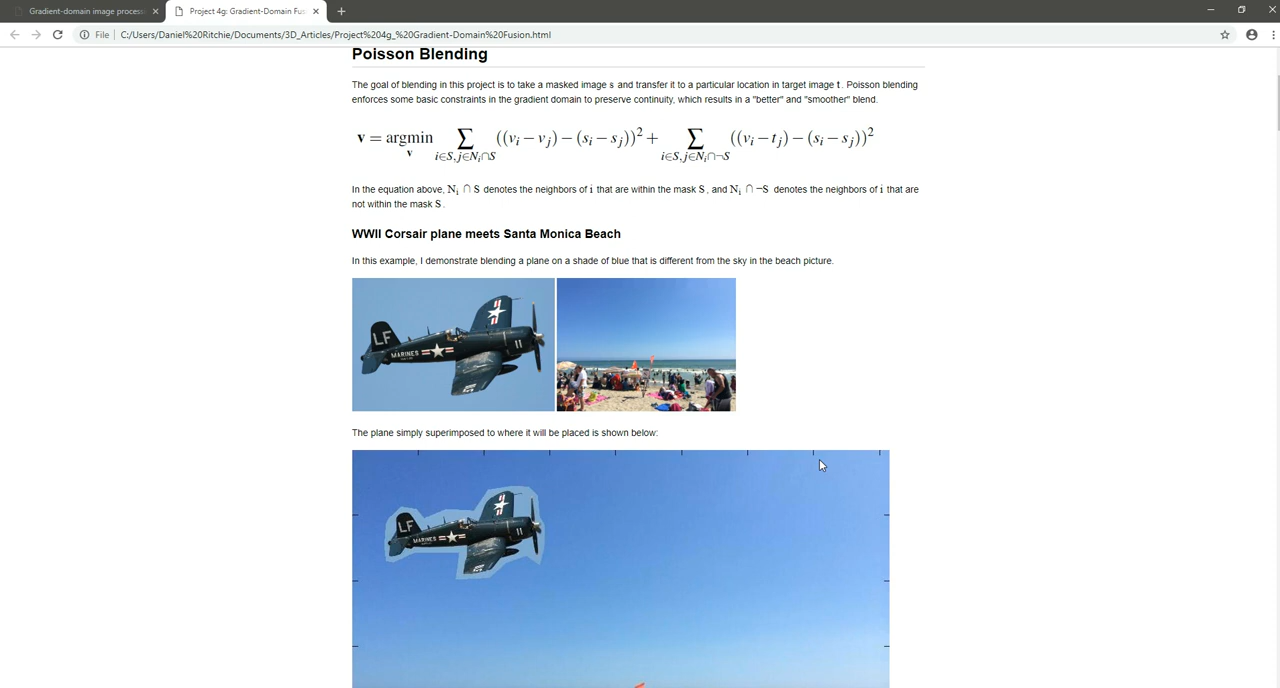 Gradient-domain image process
Project 4g: Gradient-Domain Fus
File | C:/Users/Daniel%20Ritchie/Documents/3D_Articles/Project%204g_%20Gradient-Domain%20Fusion.html
Poisson Blending
The goal of blending in this project is to take a masked image s and transfer it to a particular location in target image t. Poisson blending
enforces some basic constraints in the gradient domain to preserve continuity, which results in a "better" and "smoother" blend.
v = argmin_v ∑_{i∈S, j∈N_i∩S} ((v_i − v_j) − (s_i − s_j))² + ∑_{i∈S, j∈N_i∩¬S} ((v_i − t_j) − (s_i − s_j))²
In the equation above, N_i ∩ S denotes the neighbors of i that are within the mask S, and N_i ∩ ¬S denotes the neighbors of i that are
not within the mask S.
WWII Corsair plane meets Santa Monica Beach
In this example, I demonstrate blending a plane on a shade of blue that is different from the sky in the beach picture.
LF
MARINES
11
The plane simply superimposed to where it will be placed is shown below:
LF
MARINES
11